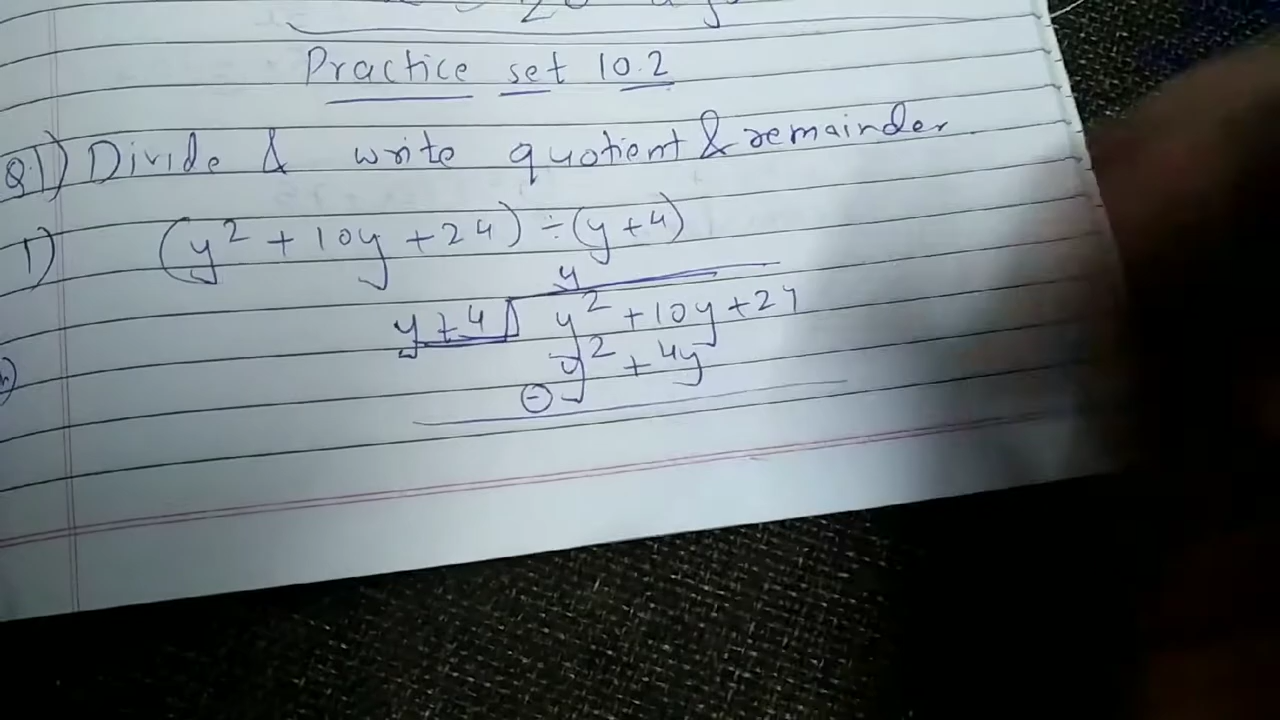 Practice set 10.2
Q.1) Divide & write quotient & remainder
1) (y² + 10y + 24) ÷ (y + 4)
y
y + 4 y² + 10y + 24
y² + 4y
⊖